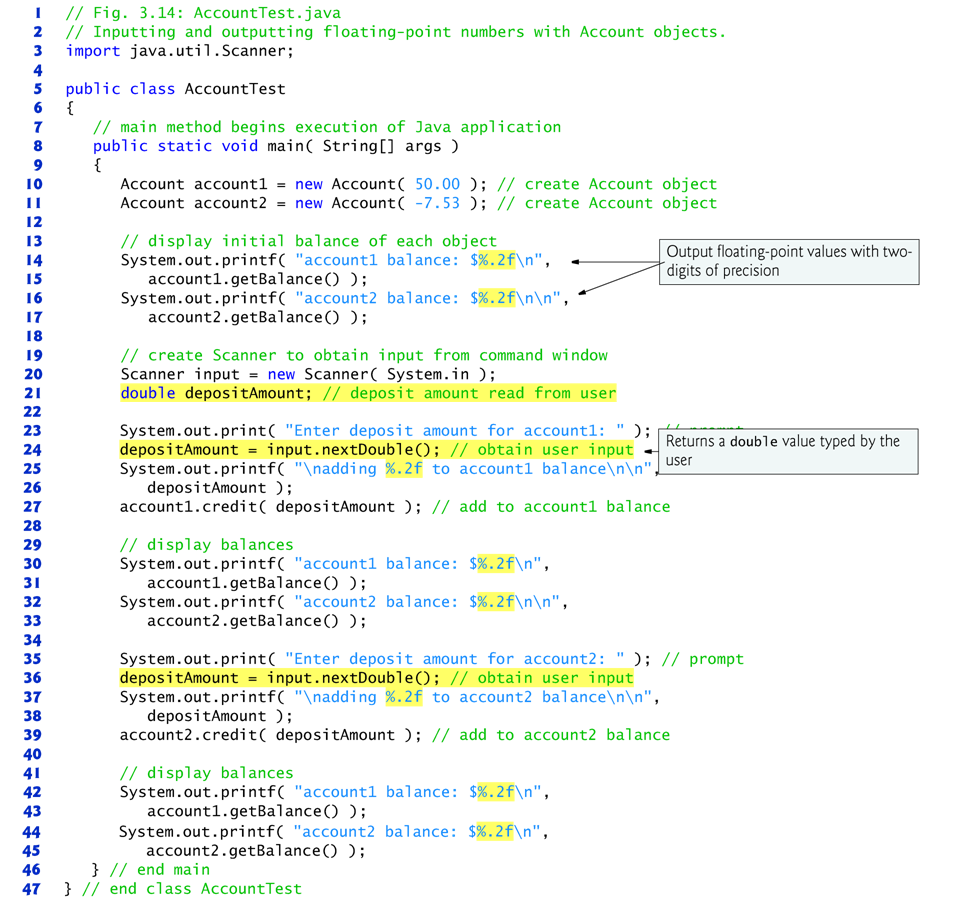 1 // Fig. 3.14: AccountTest.java
2 // Inputting and outputting floating-point numbers with Account objects.
3 import java.util.Scanner;
4
5 public class AccountTest
6 {
7    // main method begins execution of Java application
8    public static void main( String[] args )
9    {
10       Account account1 = new Account( 50.00 ); // create Account object
11       Account account2 = new Account( -7.53 ); // create Account object
12
13       // display initial balance of each object
14       System.out.printf( "account1 balance: $%.2f\n",
15          account1.getBalance() );
16       System.out.printf( "account2 balance: $%.2f\n\n",
17          account2.getBalance() );
Output floating-point values with two-
digits of precision
18
19       // create Scanner to obtain input from command window
20       Scanner input = new Scanner( System.in );
21       double depositAmount; // deposit amount read from user
22
23       System.out.print( "Enter deposit amount for account1: " ); //
24       depositAmount = input.nextDouble(); // obtain user input
25       System.out.printf( "\nadding %.2f to account1 balance\n\n",
26          depositAmount );
27       account1.credit( depositAmount ); // add to account1 balance
Returns a double value typed by the
user
28
29       // display balances
30       System.out.printf( "account1 balance: $%.2f\n",
31          account1.getBalance() );
32       System.out.printf( "account2 balance: $%.2f\n\n",
33          account2.getBalance() );
34
35       System.out.print( "Enter deposit amount for account2: " ); // prompt
36       depositAmount = input.nextDouble(); // obtain user input
37       System.out.printf( "\nadding %.2f to account2 balance\n\n",
38          depositAmount );
39       account2.credit( depositAmount ); // add to account2 balance
40
41       // display balances
42       System.out.printf( "account1 balance: $%.2f\n",
43          account1.getBalance() );
44       System.out.printf( "account2 balance: $%.2f\n",
45          account2.getBalance() );
46    } // end main
47 } // end class AccountTest